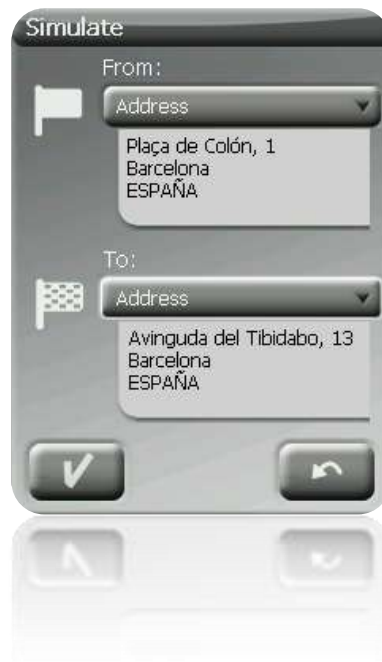 Simulate
From:
Address
Plaça de Colón, 1
Barcelona
ESPAÑA
To:
Address
Avinguda del Tibidabo, 13
Barcelona
ESPAÑA